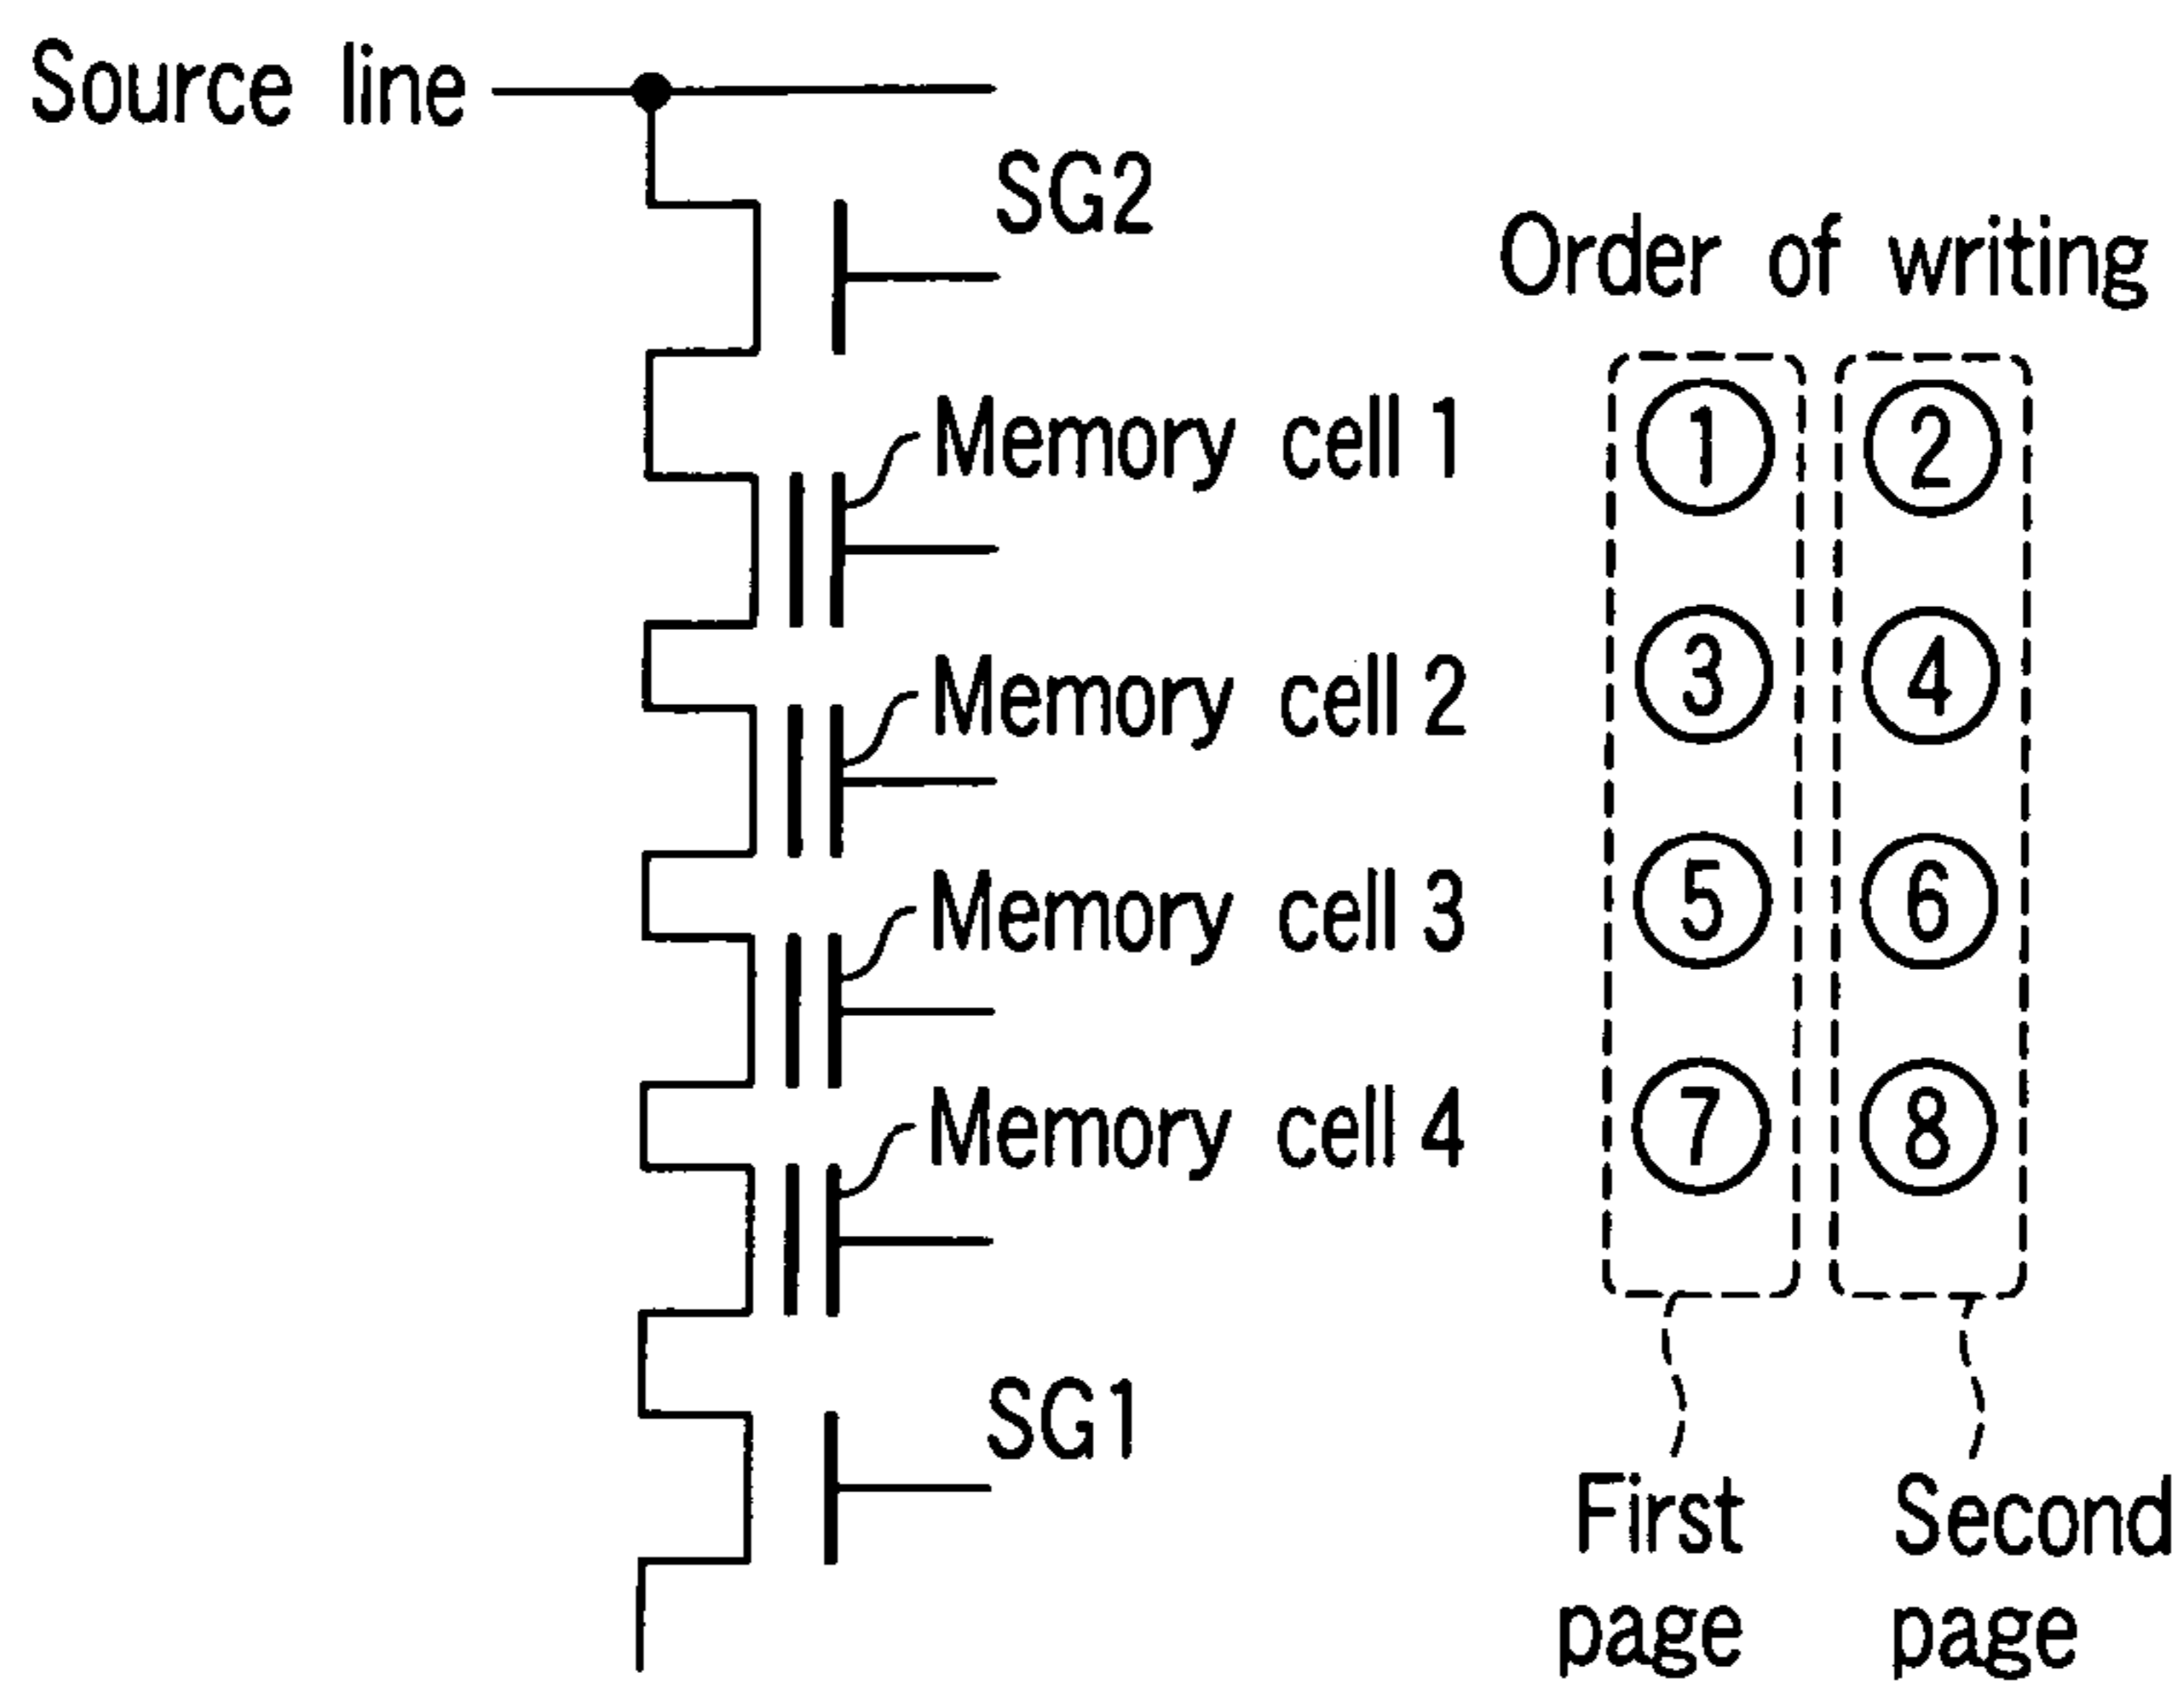 Source line
SG2
Order of writing
Memory cell 1
① ②
Memory cell 2
③ ④
Memory cell 3
⑤ ⑥
Memory cell 4
⑦ ⑧
SG1
First page
Second page